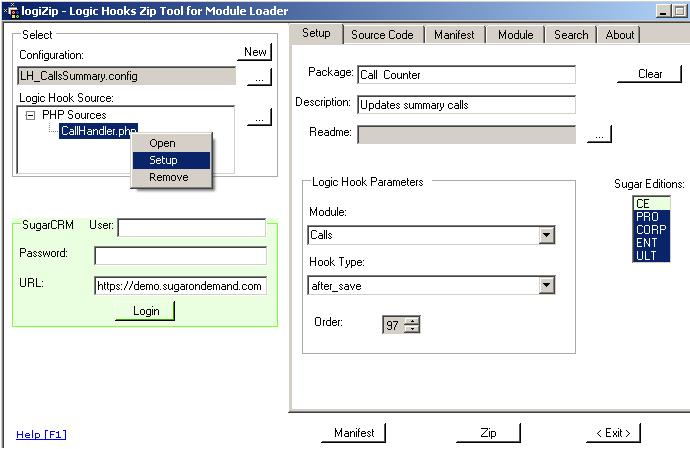 logiZip - Logic Hooks Zip Tool for Module Loader
Select
New
Configuration:
LH_CallsSummary.config
...
Logic Hook Source:
...
PHP Sources
CallHandler.php
Open
Setup
Remove
SugarCRM
User:
Password:
URL:
https://demo.sugarondemand.com
Login
Help [F1]
Setup Source Code Manifest Module Search About
Package:
Call Counter
Clear
Description:
Updates summary calls
Readme:
...
Logic Hook Parameters
Module:
Calls
Hook Type:
after_save
Order:
97
Sugar Editions:
CE
PRO
CORP
ENT
ULT
Manifest
Zip
< Exit >